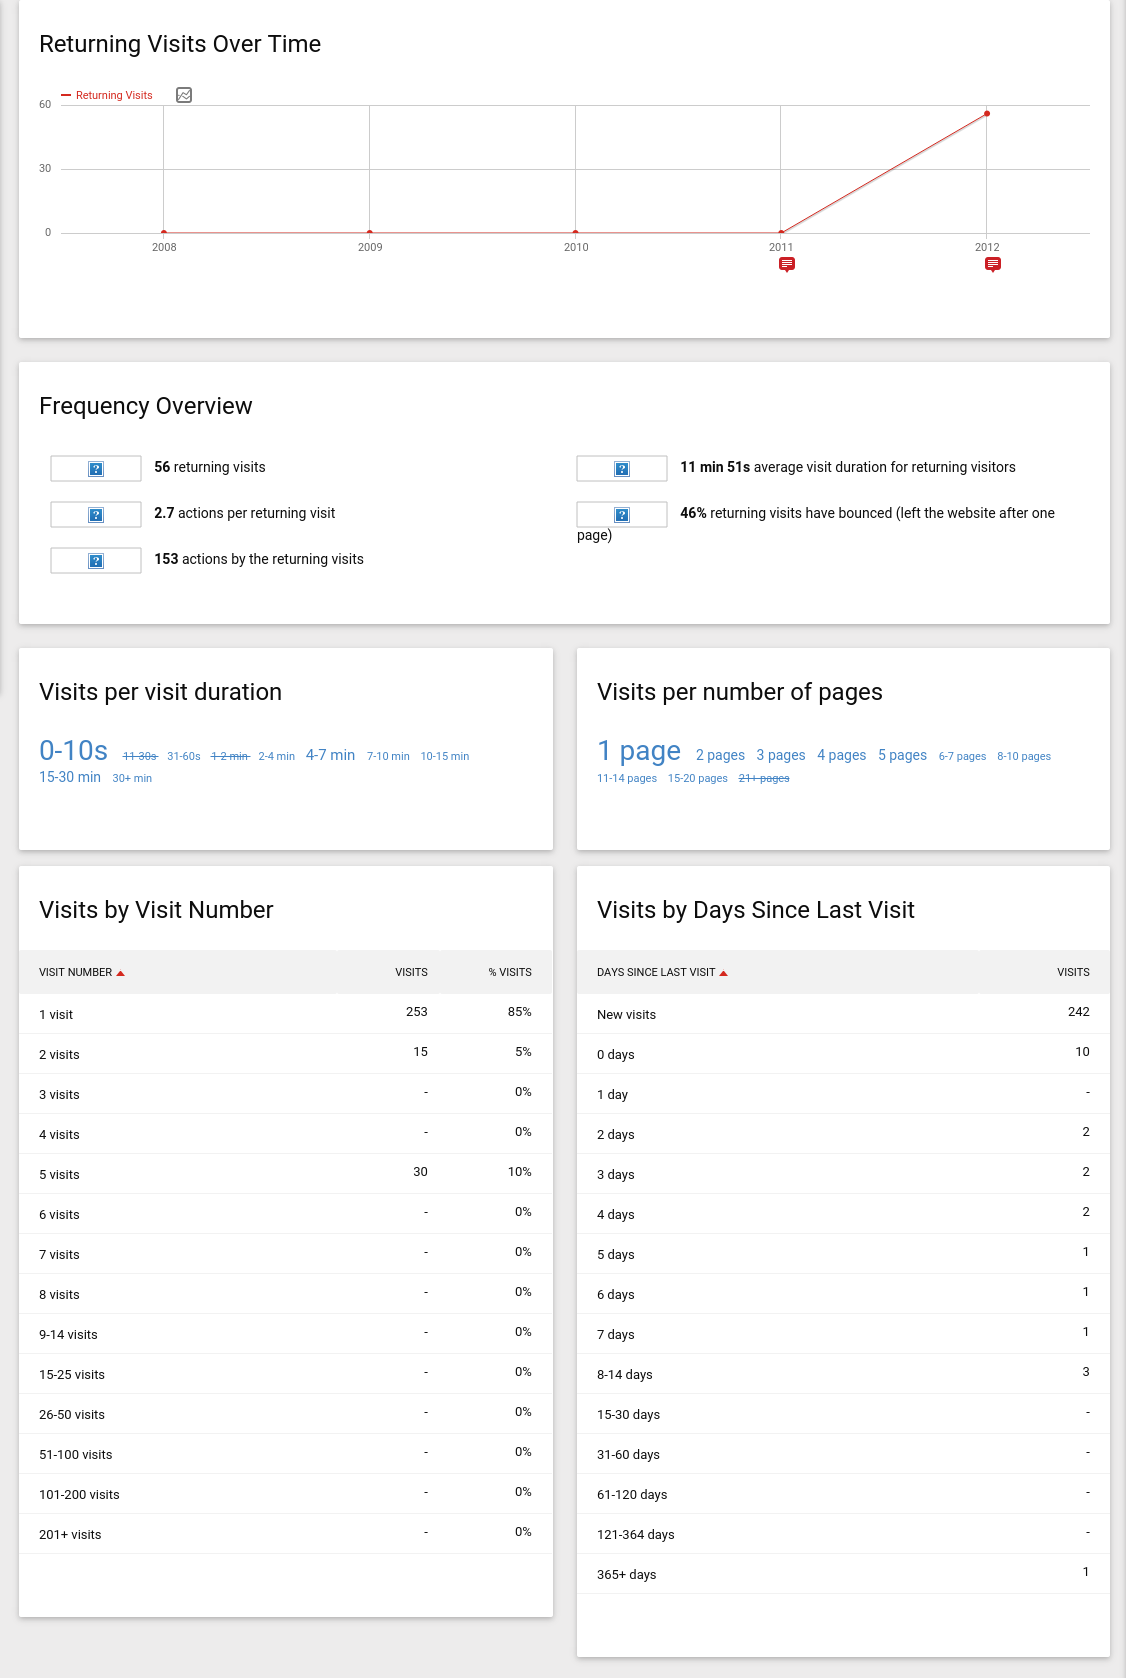 Returning Visits Over Time
Returning Visits
60
30
0
2008 2009 2010 2011 2012
Frequency Overview
56 returning visits
2.7 actions per returning visit
153 actions by the returning visits
11 min 51s average visit duration for returning visitors
46% returning visits have bounced (left the website after one
page)
Visits per visit duration
0-10s 11-30s 31-60s 1-2 min 2-4 min 4-7 min 7-10 min 10-15 min
15-30 min 30+ min
Visits per number of pages
1 page 2 pages 3 pages 4 pages 5 pages 6-7 pages 8-10 pages
11-14 pages 15-20 pages 21+ pages
Visits by Visit Number
VISIT NUMBER VISITS % VISITS
1 visit 253 85%
2 visits 15 5%
3 visits - 0%
4 visits - 0%
5 visits 30 10%
6 visits - 0%
7 visits - 0%
8 visits - 0%
9-14 visits - 0%
15-25 visits - 0%
26-50 visits - 0%
51-100 visits - 0%
101-200 visits - 0%
201+ visits - 0%
Visits by Days Since Last Visit
DAYS SINCE LAST VISIT VISITS
New visits 242
0 days 10
1 day -
2 days 2
3 days 2
4 days 2
5 days 1
6 days 1
7 days 1
8-14 days 3
15-30 days -
31-60 days -
61-120 days -
121-364 days -
365+ days 1